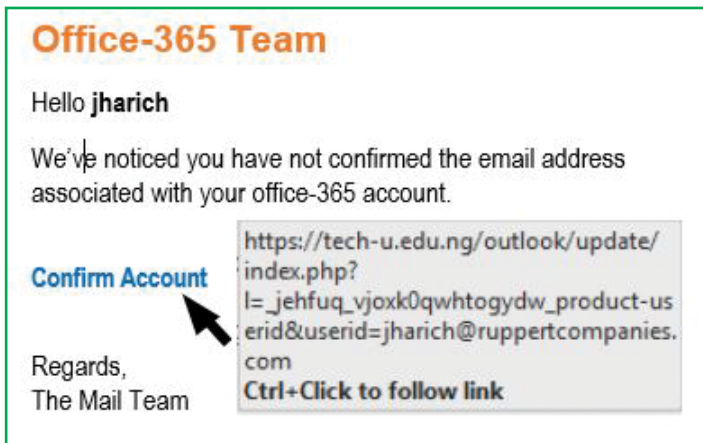 Office-365 Team
Hello jharich
We've noticed you have not confirmed the email address
associated with your office-365 account.
Confirm Account
https://tech-u.edu.ng/outlook/update/
index.php?
l=_jehfuq_vjoxk0qwhtogydw_product-us
erid&userid=jharich@ruppertcompanies.
com
Ctrl+Click to follow link
Regards,
The Mail Team